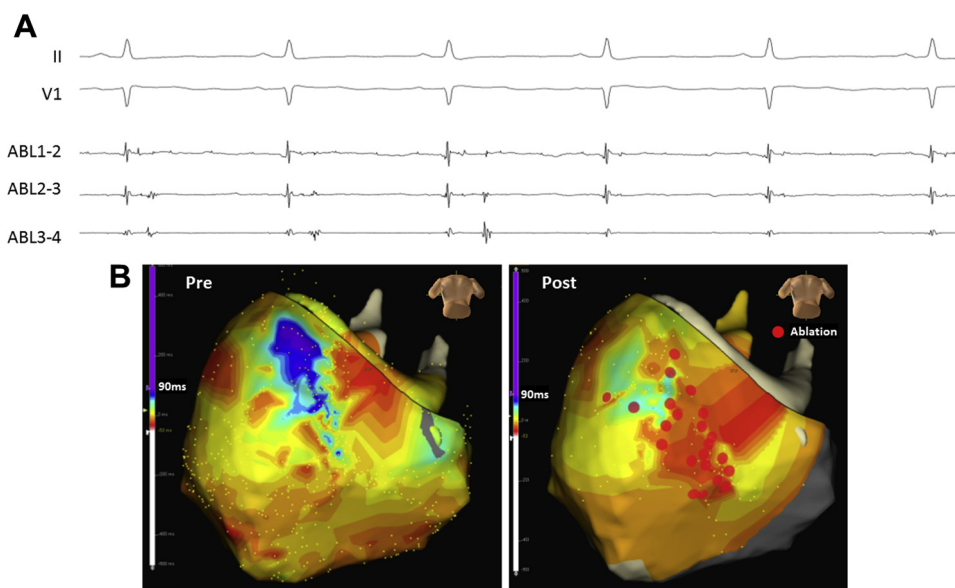 A
II
V1
ABL1-2
ABL2-3
ABL3-4
B
Pre
90ms
Post
Ablation
90ms